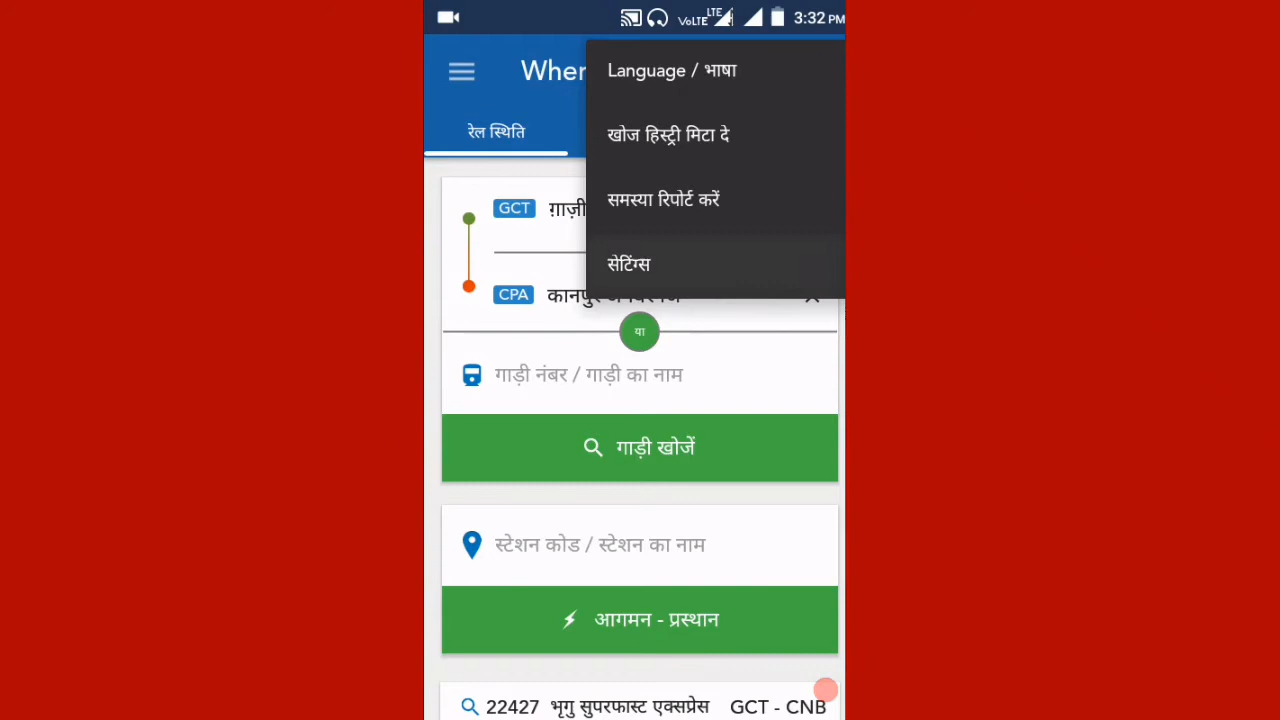 VoLTE LTE 3:32 PM
Language / भाषा
खोज हिस्ट्री मिटा दे
समस्या रिपोर्ट करें
सेटिंग्स
रेल स्थिति
GCT
CPA
या
गाड़ी नंबर / गाड़ी का नाम
गाड़ी खोजें
स्टेशन कोड / स्टेशन का नाम
आगमन - प्रस्थान
22427 भृगु सुपरफास्ट एक्सप्रेस GCT - CNB